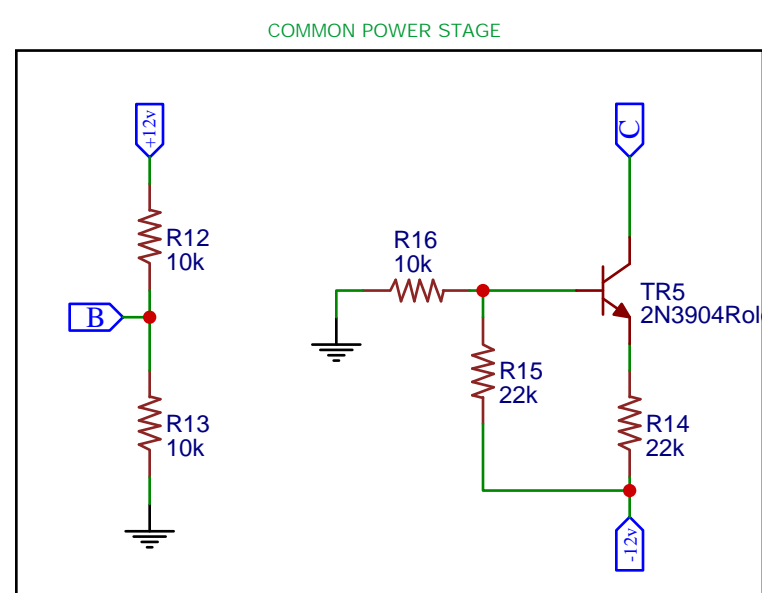 COMMON POWER STAGE
+12v
C
R12
10k
R16
10k
B
TR5
2N3904Rol
R15
22k
R13
10k
R14
22k
-12v